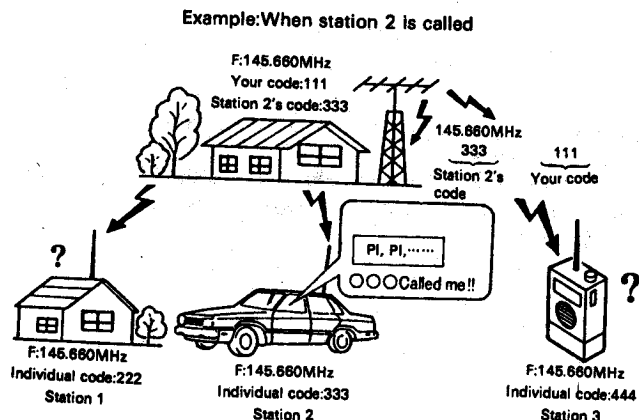 Example:When station 2 is called
F:145.660MHz
Your code:111
Station 2's code:333
145.660MHz
333
Station 2's
code
111
Your code
PI, PI,······
○○○Called me!!
?
F:145.660MHz
Individual code:222
Station 1
F:145.660MHz
Individual code:333
Station 2
?
F:145.660MHz
Individual code:444
Station 3